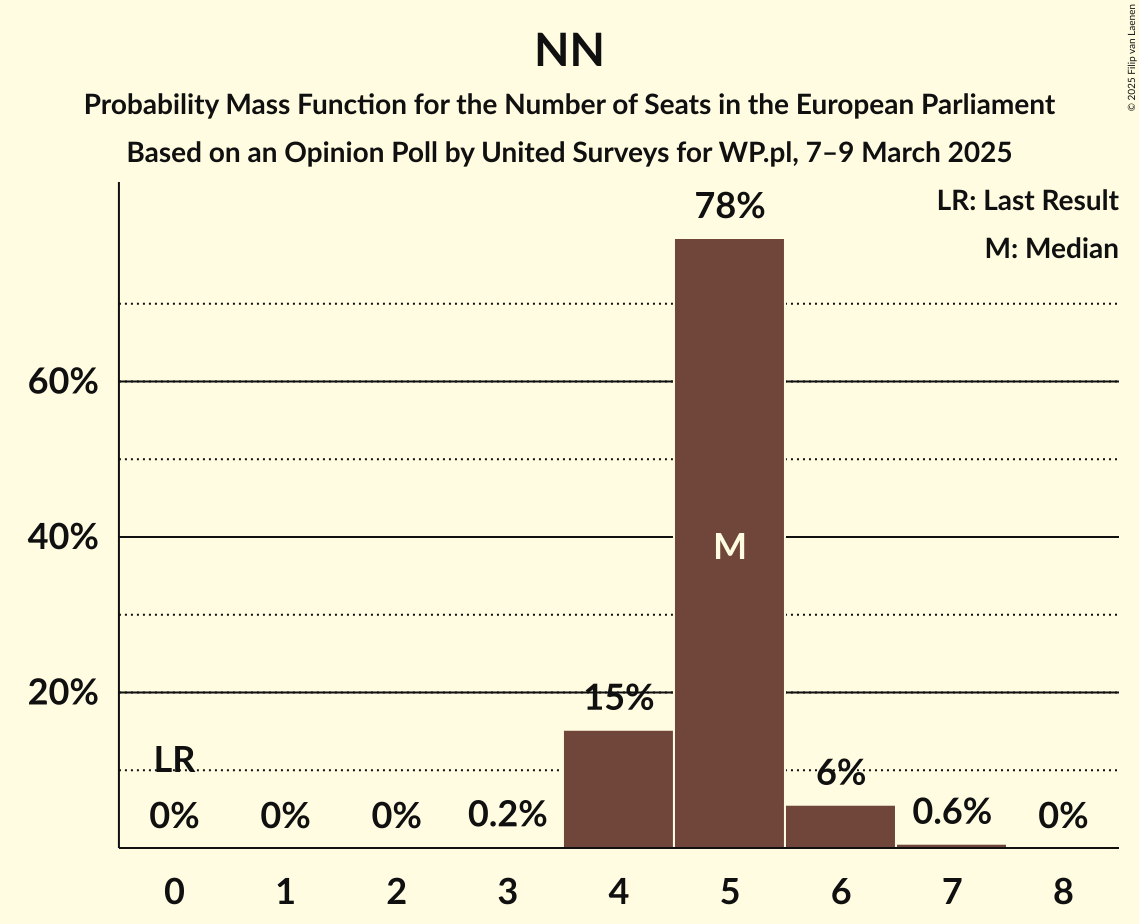 NN
Probability Mass Function for the Number of Seats in the European Parliament
Based on an Opinion Poll by United Surveys for WP.pl, 7–9 March 2025
© 2025 Filip van Laenen
LR: Last Result
M: Median
78%
60%
40%
M
20%
15%
LR
6%
0% 0% 0% 0.2% 0.6% 0%
0 1 2 3 4 5 6 7 8